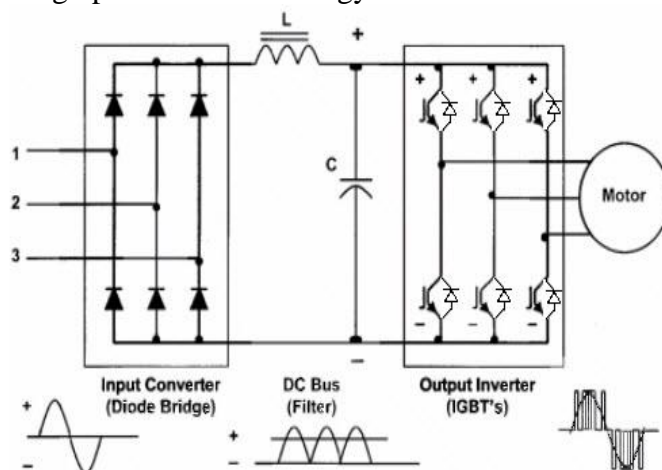 L
+
+
+
+
1
2
3
C
Motor
−
−
−
−
Input Converter
(Diode Bridge)
DC Bus
(Filter)
Output Inverter
(IGBT's)
+
−
+
−